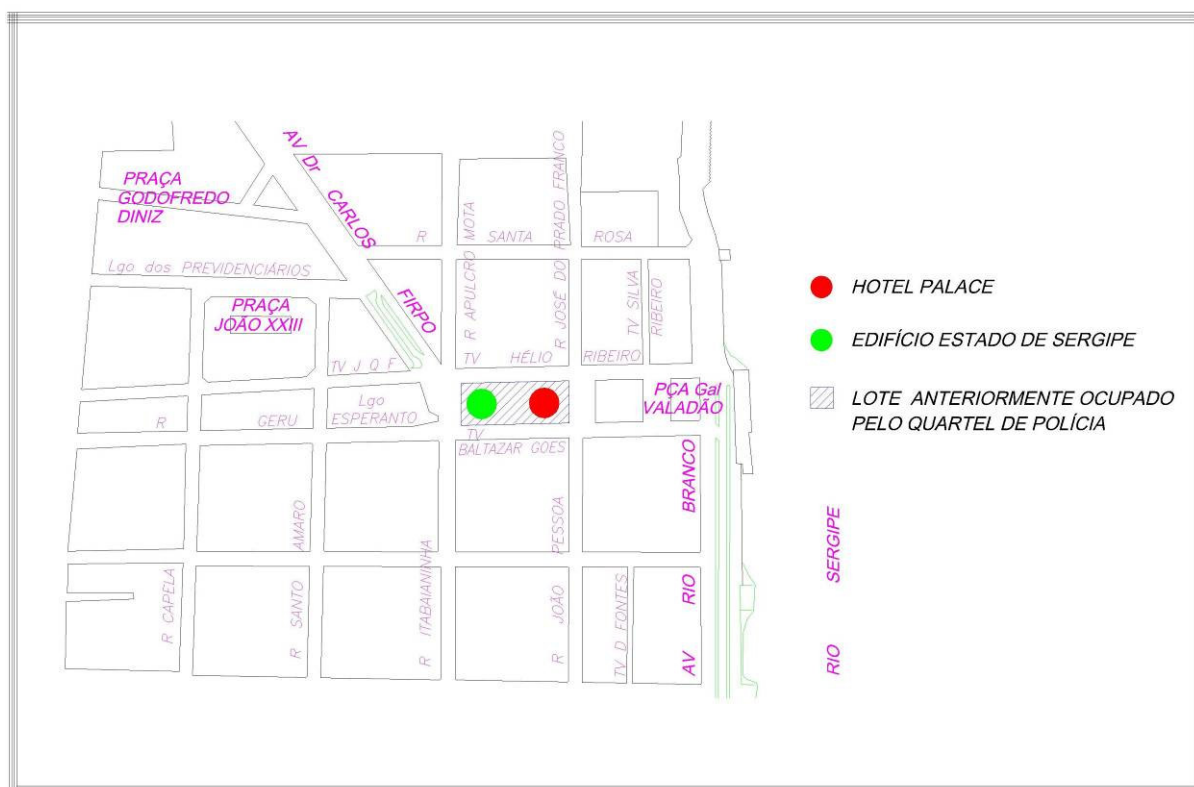 AV Dr CARLOS FIRPO
PRAÇA
GODOFREDO
DINIZ
R APULCRO MOTA
R JOSÉ DO PRADO FRANCO
R SANTA ROSA
Lgo dos PREVIDENCIÁRIOS
PRAÇA
JOÃO XXIII
TV SILVA
RIBEIRO
TV J Q F
TV HÉLIO RIBEIRO
PÇA Gal
VALADÃO
R GERU
Lgo
ESPERANTO
TV
BALTAZAR GOES
R CAPELA
R SANTO AMARO
R ITABAIANINHA
R JOÃO PESSOA
TV D FONTES
AV RIO BRANCO
RIO SERGIPE
HOTEL PALACE
EDIFÍCIO ESTADO DE SERGIPE
LOTE ANTERIORMENTE OCUPADO
PELO QUARTEL DE POLÍCIA